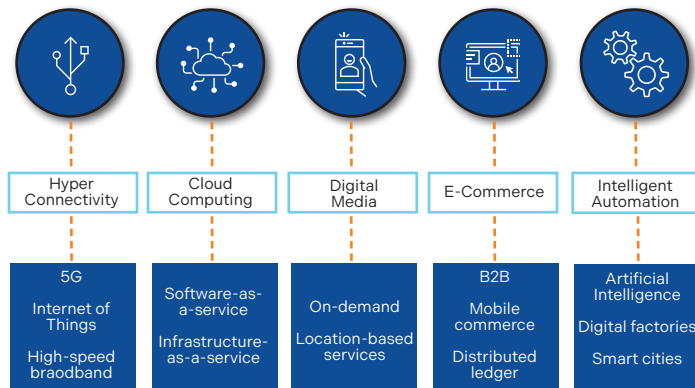 Hyper
Connectivity
Cloud
Computing
Digital
Media
E-Commerce
Intelligent
Automation
5G
Internet of
Things
High-speed
braodband
Software-as-
a-service
Infrastructure-
as-a-service
On-demand
Location-based
services
B2B
Mobile
commerce
Distributed
ledger
Artificial
Intelligence
Digital factories
Smart cities